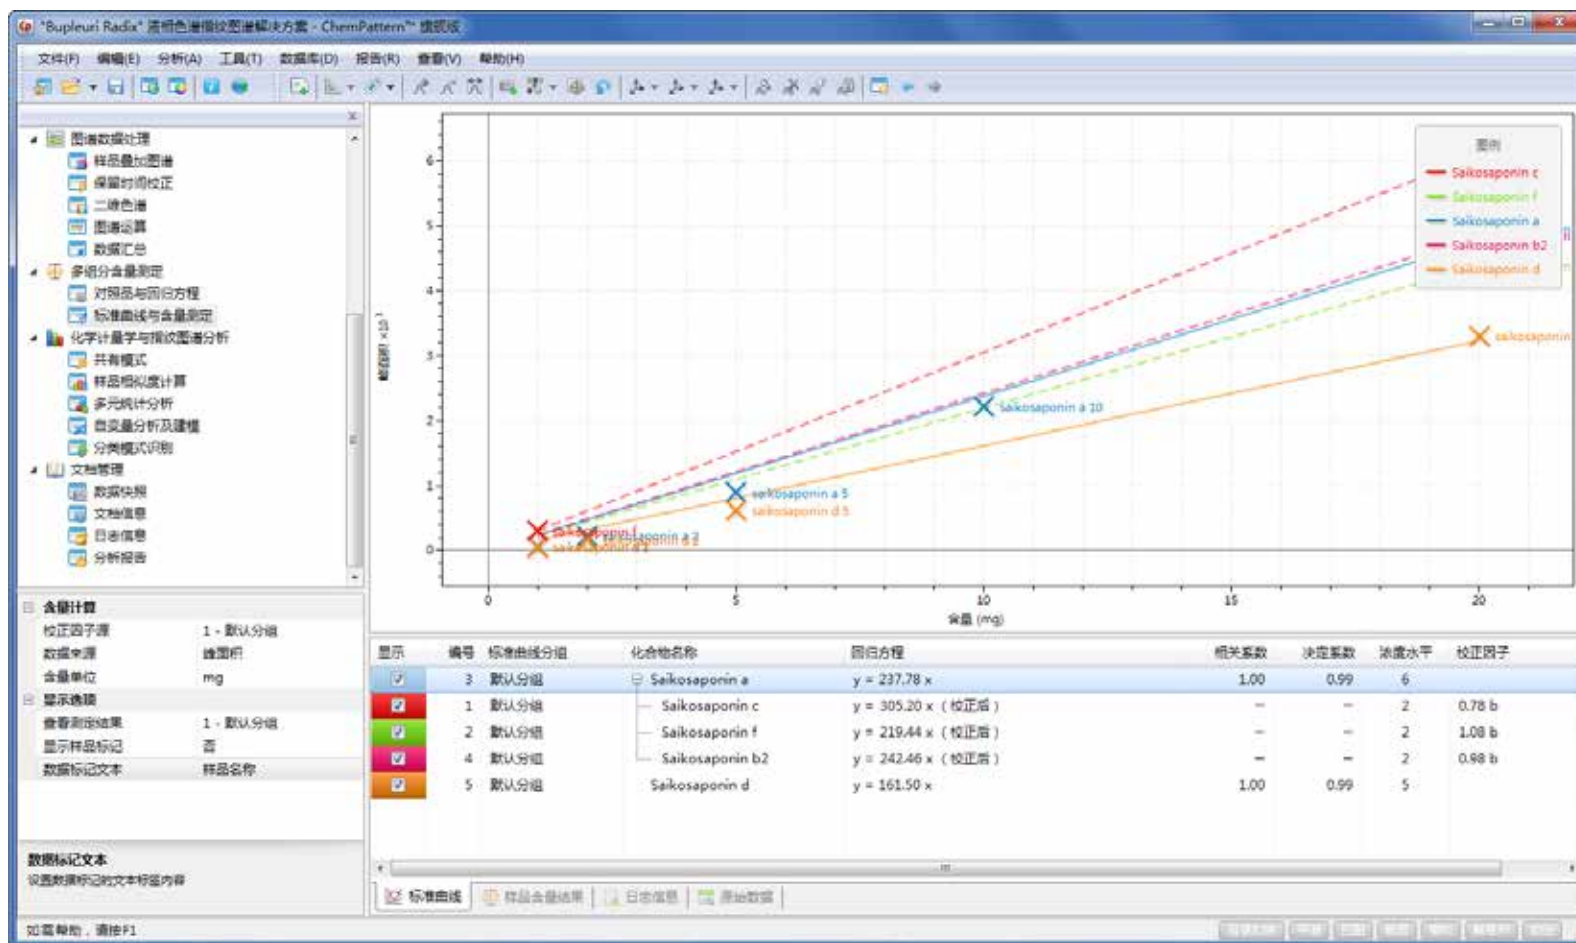 "Bupleuri Radix" 液相色谱指纹图谱解决方案 - ChemPattern™ 旗舰版
文件(F) 编辑(E) 分析(A) 工具(T) 数据库(D) 报告(R) 查看(V) 帮助(H)
图谱数据处理
样品叠加图谱
保留时间校正
二维色谱
图谱运算
数据汇总
多组分含量测定
对照品与回归方程
标准曲线与含量测定
化学计量学与指纹图谱分析
共有模式
样品相似度计算
多元统计分析
自变量分析及建模
分类模式识别
文档管理
数据快照
文档信息
日志信息
分析报告
含量计算
校正因子源 1 - 默认分组
数据来源 峰面积
含量单位 mg
显示选项
查看测定结果 1 - 默认分组
显示样品标记 否
数据标记文本 样品名称
数据标记文本
设置数据标记的文本标签内容
峰面积 ×10³
6
5
4
3
2
1
0
0 5 10 15 20
含量 (mg)
图例
Saikosaponin c
Saikosaponin f
Saikosaponin a
Saikosaponin b2
Saikosaponin d
saikosaponin
Saikosaponin a 10
saikosaponin a 5
saikosaponin d 5
显示 编号 标准曲线分组 化合物名称 回归方程 相关系数 决定系数 浓度水平 校正因子
3 默认分组 Saikosaponin a y = 237.78 x 1.00 0.99 6
1 默认分组 Saikosaponin c y = 305.20 x (校正后) - - 2 0.78 b
2 默认分组 Saikosaponin f y = 219.44 x (校正后) - - 2 1.08 b
4 默认分组 Saikosaponin b2 y = 242.46 x (校正后) - - 2 0.98 b
5 默认分组 Saikosaponin d y = 161.50 x 1.00 0.99 5
标准曲线 样品含量结果 日志信息 原始数据
如需帮助，请按F1